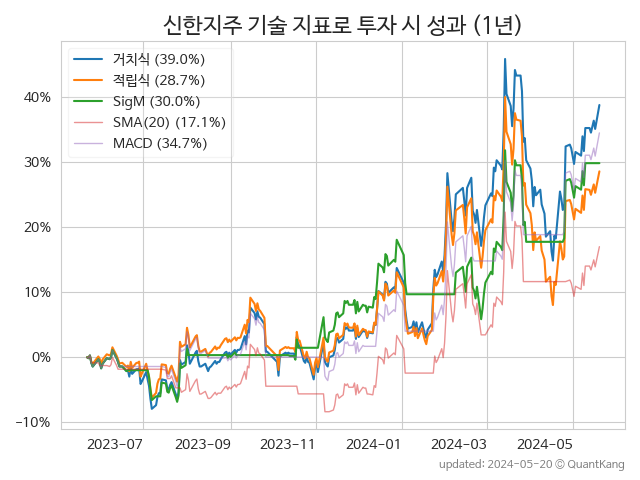 신한지주 기술 지표로 투자 시 성과 (1년)
거치식 (39.0%)
적립식 (28.7%)
SigM (30.0%)
SMA(20) (17.1%)
MACD (34.7%)
40%
30%
20%
10%
0%
−10%
2023-07
2023-09
2023-11
2024-01
2024-03
2024-05
updated: 2024-05-20 © QuantKang